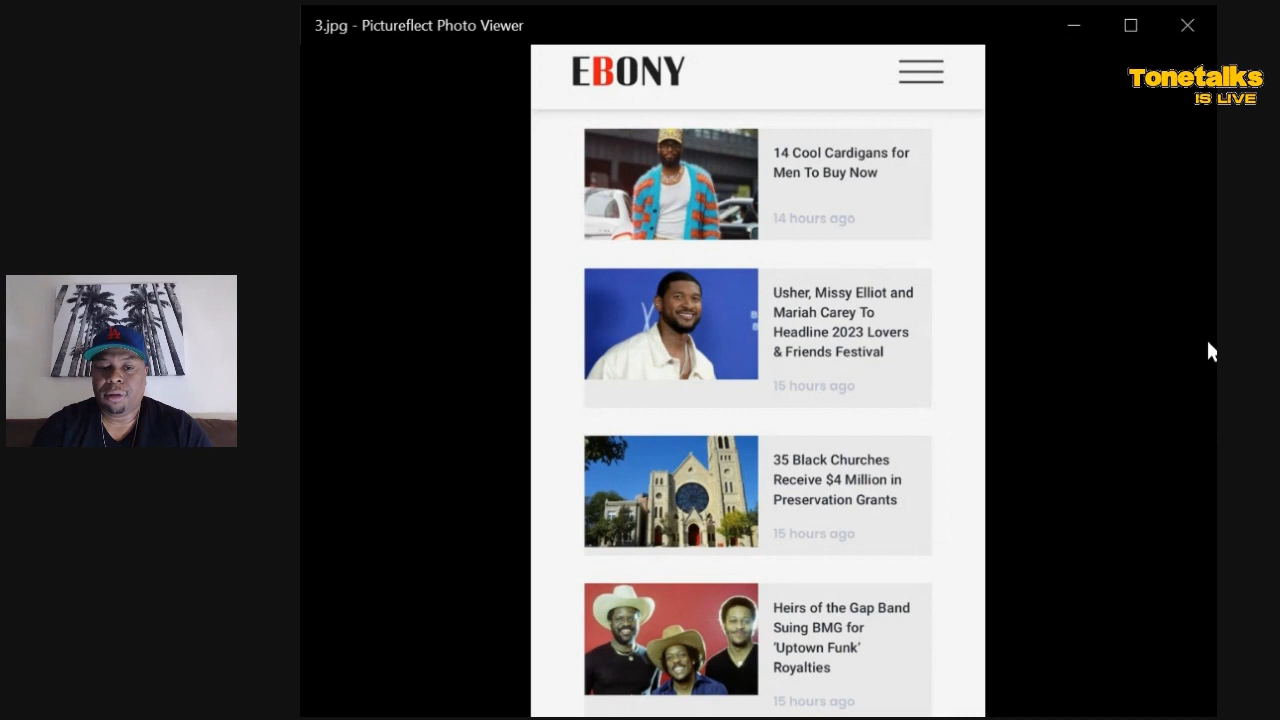 3.jpg - Pictureflect Photo Viewer
Tonetalks
IS LIVE
EBONY
14 Cool Cardigans for
Men To Buy Now
14 hours ago
Usher, Missy Elliot and
Mariah Carey To
Headline 2023 Lovers
& Friends Festival
15 hours ago
35 Black Churches
Receive $4 Million in
Preservation Grants
15 hours ago
Heirs of the Gap Band
Suing BMG for
'Uptown Funk'
Royalties
15 hours ago